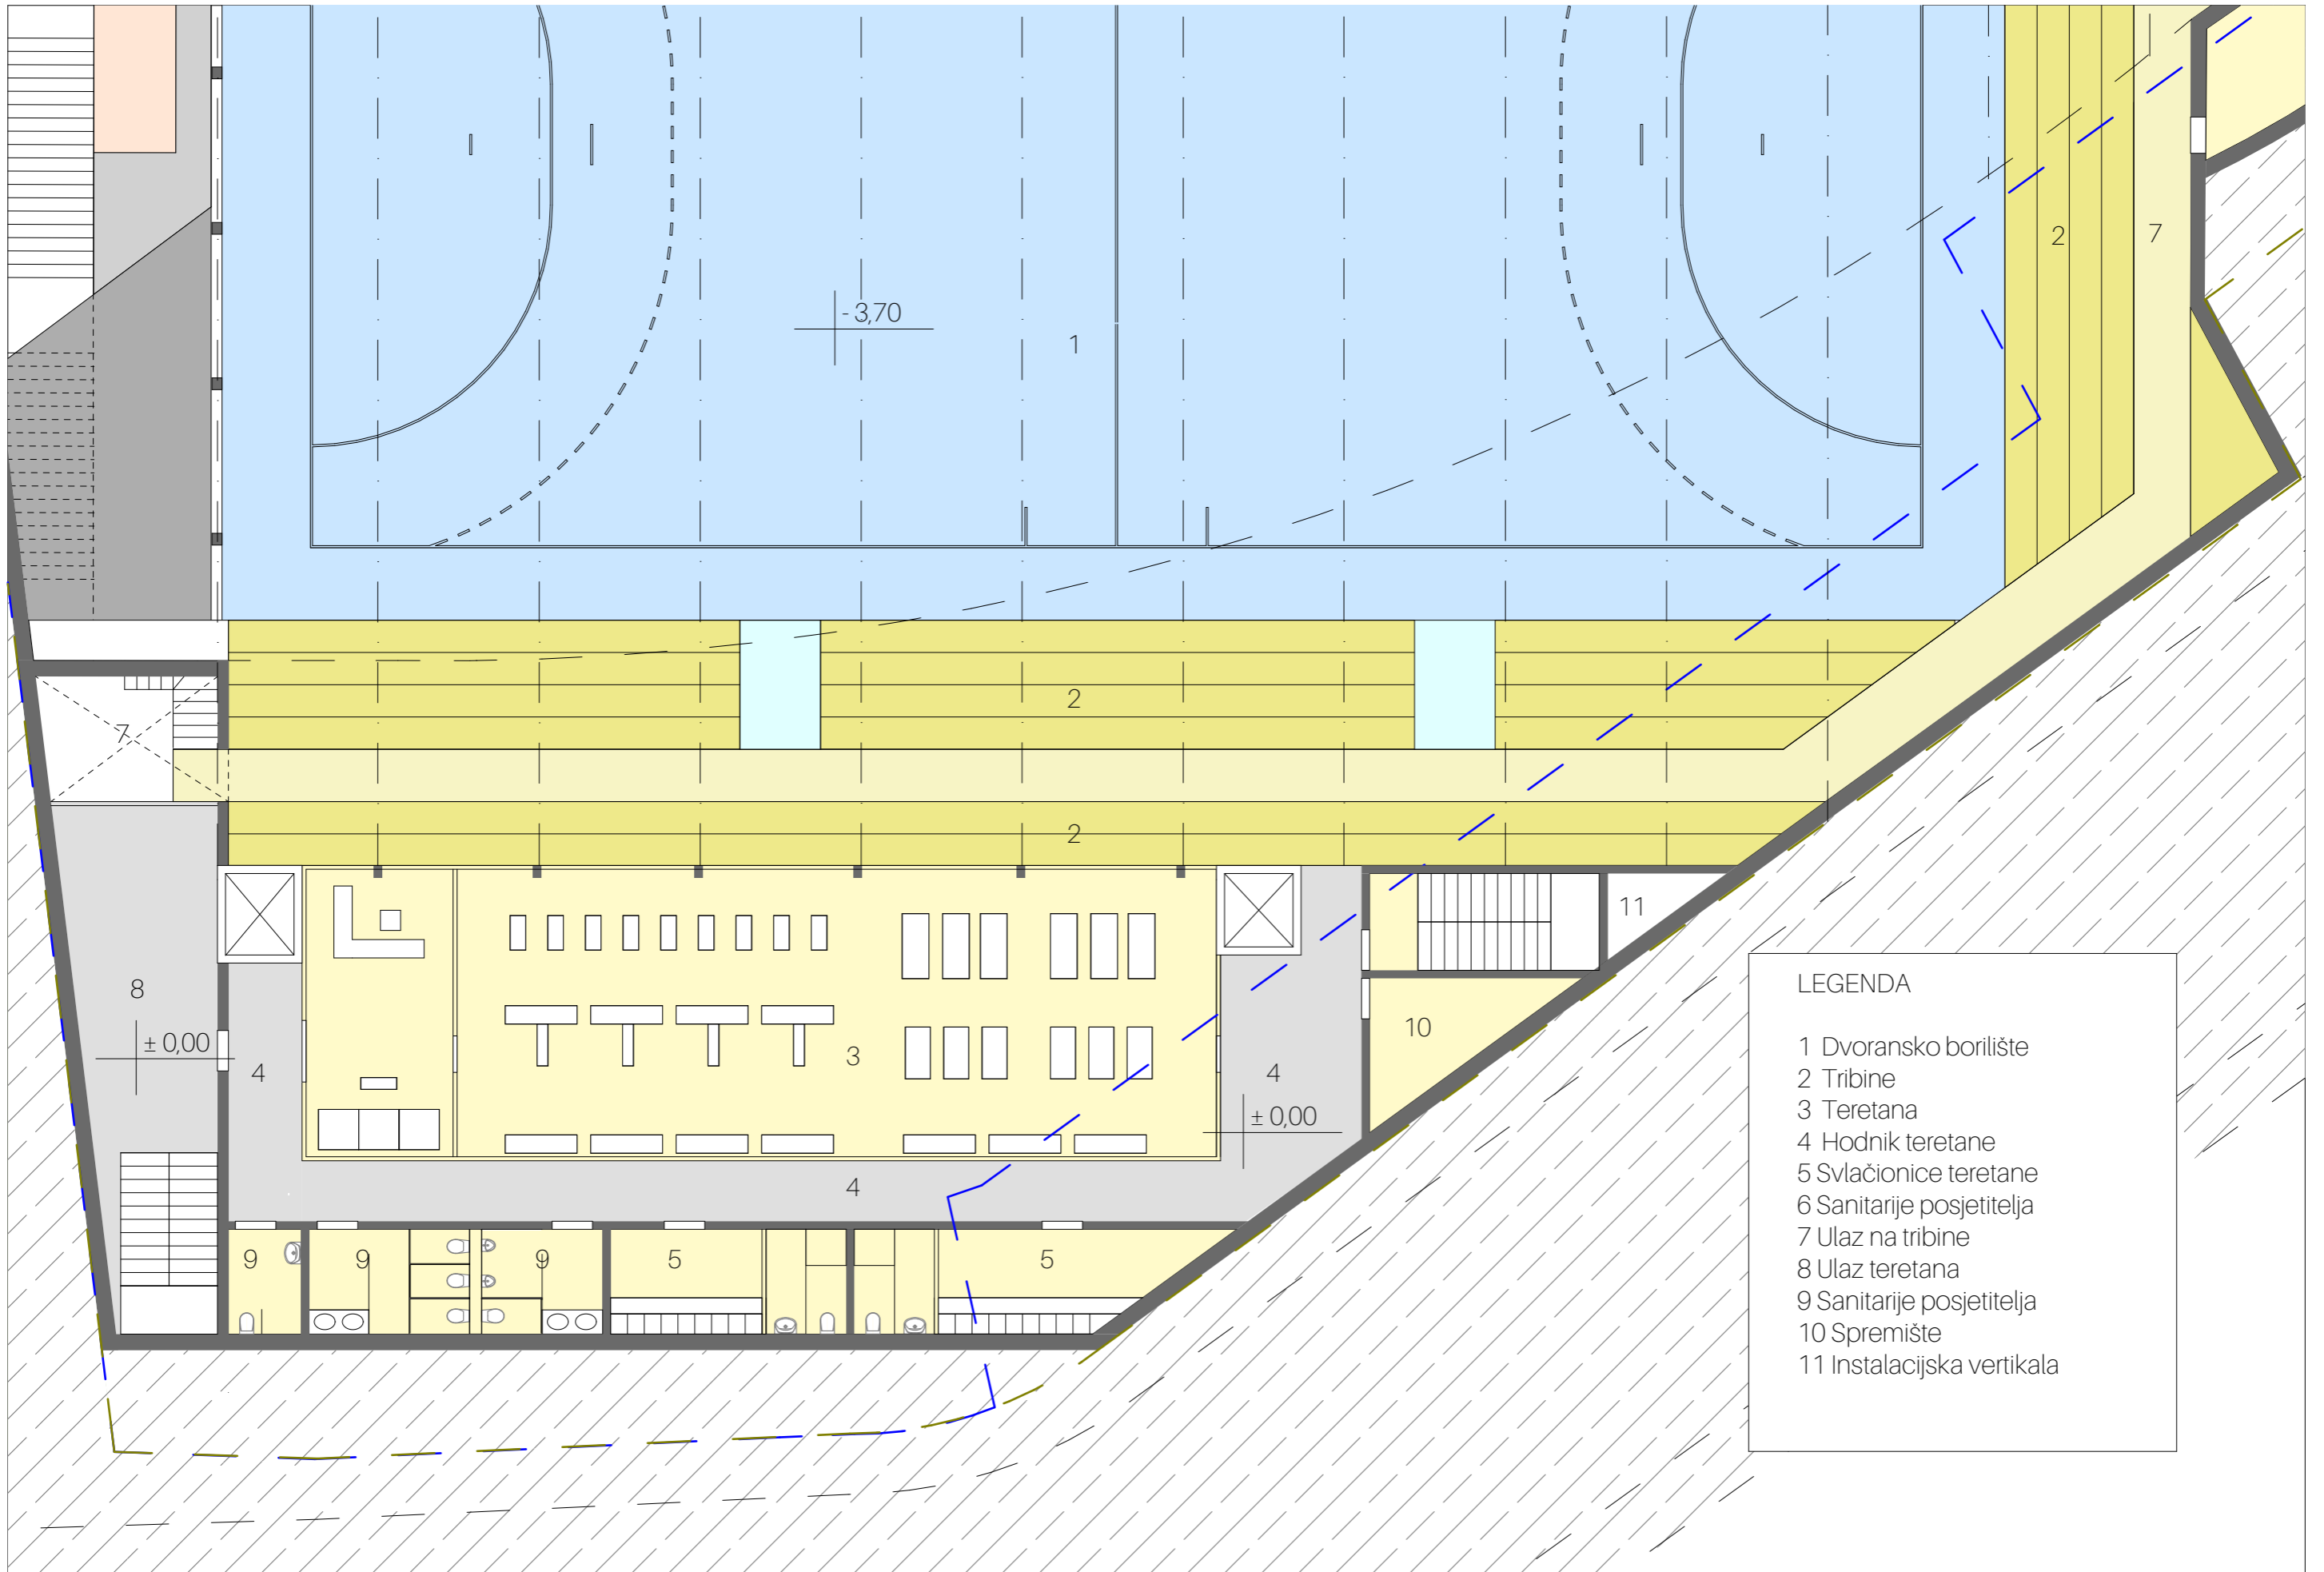 2
7
- 3,70
1
2
7
2
11
8
± 0,00
4
3
10
4
± 0,00
4
9
9
9
5
5
LEGENDA
1 Dvoransko borilište
2 Tribine
3 Teretana
4 Hodnik teretane
5 Svlačionice teretane
6 Sanitarije posjetitelja
7 Ulaz na tribine
8 Ulaz teretana
9 Sanitarije posjetitelja
10 Spremište
11 Instalacijska vertikala